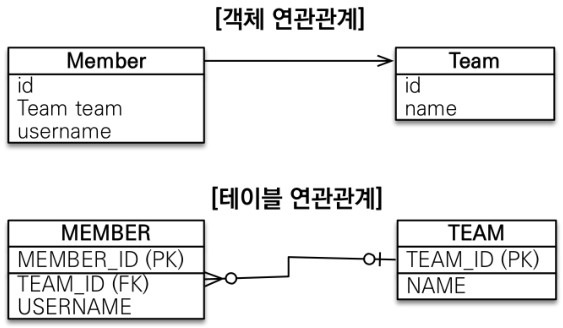 [객체 연관관계]
Member
id
Team team
username
Team
id
name
[테이블 연관관계]
MEMBER
MEMBER_ID (PK)
TEAM_ID (FK)
USERNAME
TEAM
TEAM_ID (PK)
NAME